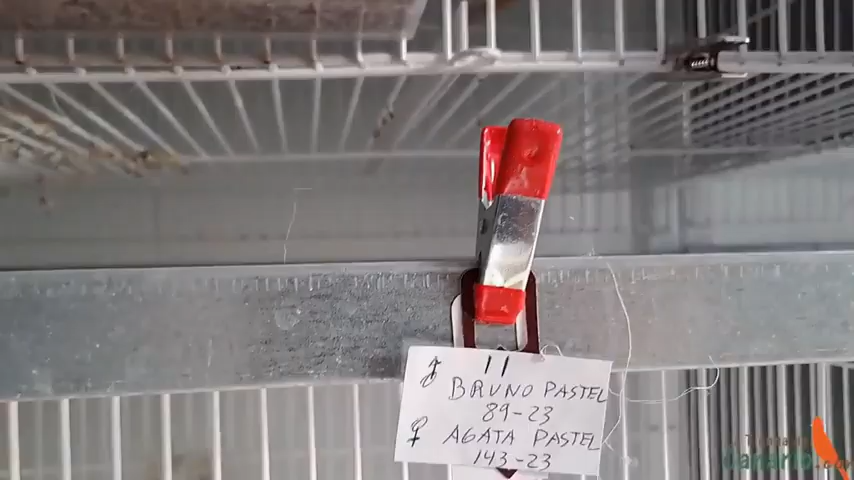 11
♂ BRUNO PASTEL
89-23
♀ AGATA PASTEL
143-23